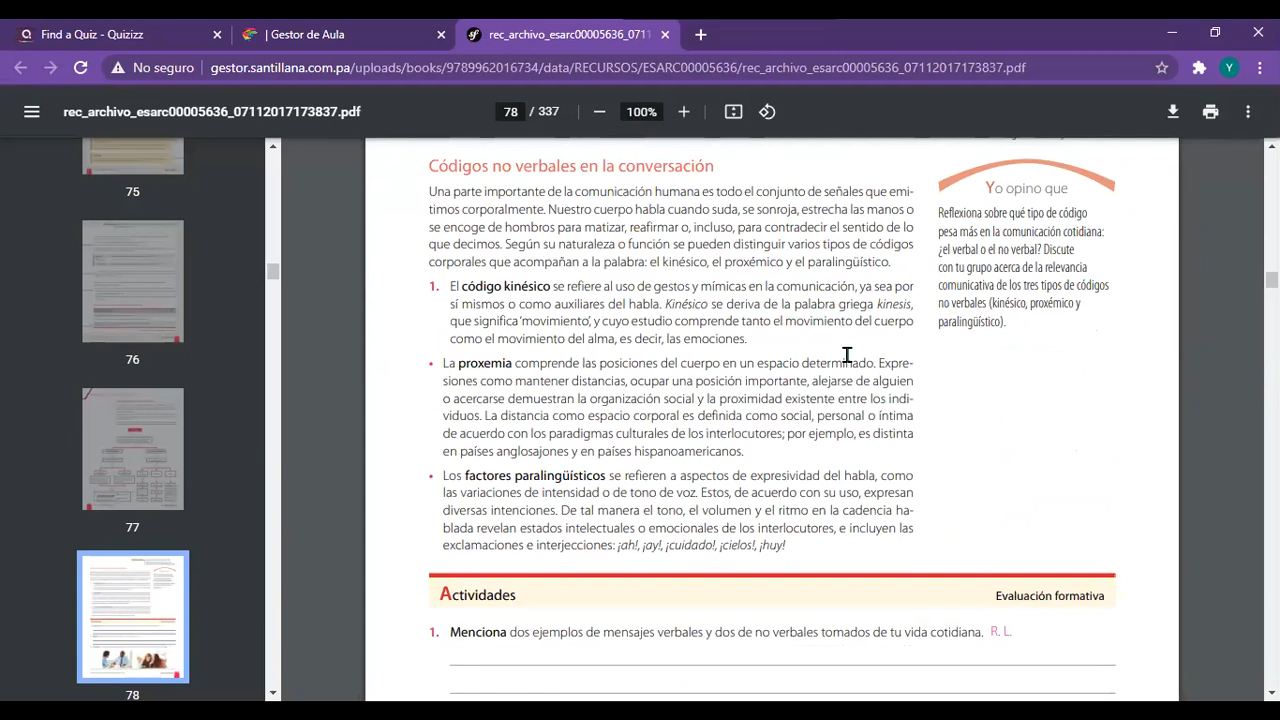 Find a Quiz - Quizizz
| Gestor de Aula
rec_archivo_esarc00005636_0711
No seguro
gestor.santillana.com.pa/uploads/books/9789962016734/data/RECURSOS/ESARC00005636/rec_archivo_esarc00005636_07112017173837.pdf
Y
rec_archivo_esarc00005636_07112017173837.pdf
78 / 337
100%
75
76
77
78
Códigos no verbales en la conversación
Una parte importante de la comunicación humana es todo el conjunto de señales que emi-
timos corporalmente. Nuestro cuerpo habla cuando suda, se sonroja, estrecha las manos o
se encoge de hombros para matizar, reafirmar o, incluso, para contradecir el sentido de lo
que decimos. Según su naturaleza o función se pueden distinguir varios tipos de códigos
corporales que acompañan a la palabra: el kinésico, el proxémico y el paralingüístico.
1. El código kinésico se refiere al uso de gestos y mímicas en la comunicación, ya sea por
sí mismos o como auxiliares del habla. Kinésico se deriva de la palabra griega kinesis,
que significa 'movimiento', y cuyo estudio comprende tanto el movimiento del cuerpo
como el movimiento del alma, es decir, las emociones.
• La proxemia comprende las posiciones del cuerpo en un espacio determinado. Expre-
siones como mantener distancias, ocupar una posición importante, alejarse de alguien
o acercarse demuestran la organización social y la proximidad existente entre los indi-
viduos. La distancia como espacio corporal es definida como social, personal o íntima
de acuerdo con los paradigmas culturales de los interlocutores; por ejemplo, es distinta
en países anglosajones y en países hispanoamericanos.
• Los factores paralingüísticos se refieren a aspectos de expresividad del habla, como
las variaciones de intensidad o de tono de voz. Estos, de acuerdo con su uso, expresan
diversas intenciones. De tal manera el tono, el volumen y el ritmo en la cadencia ha-
blada revelan estados intelectuales o emocionales de los interlocutores, e incluyen las
exclamaciones e interjecciones: ¡ah!, ¡ay!, ¡cuidado!, ¡cielos!, ¡huy!
Yo opino que
Reflexiona sobre qué tipo de código
pesa más en la comunicación cotidiana:
¿el verbal o el no verbal? Discute
con tu grupo acerca de la relevancia
comunicativa de los tres tipos de códigos
no verbales (kinésico, proxémico y
paralingüístico).
Actividades
Evaluación formativa
1. Menciona dos ejemplos de mensajes verbales y dos de no verbales tomados de tu vida cotidiana. R. L.